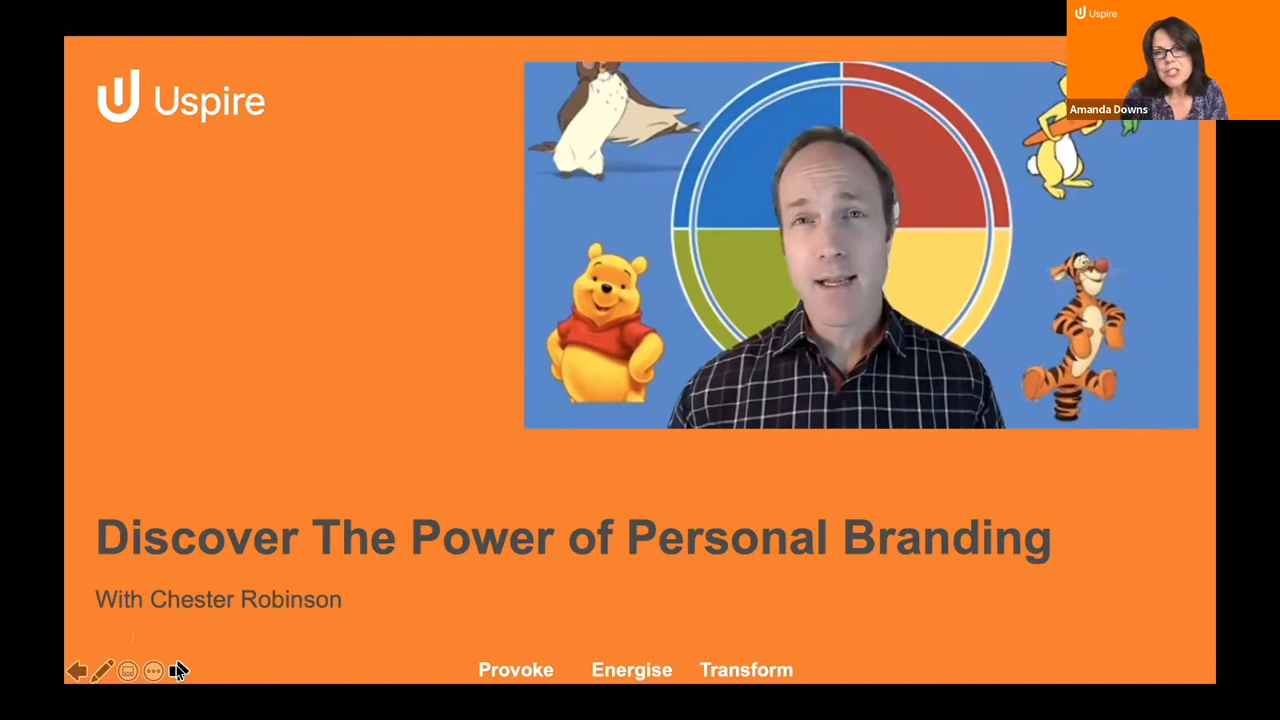 Uspire
Uspire
Amanda Downs
Discover The Power of Personal Branding
With Chester Robinson
Provoke Energise Transform